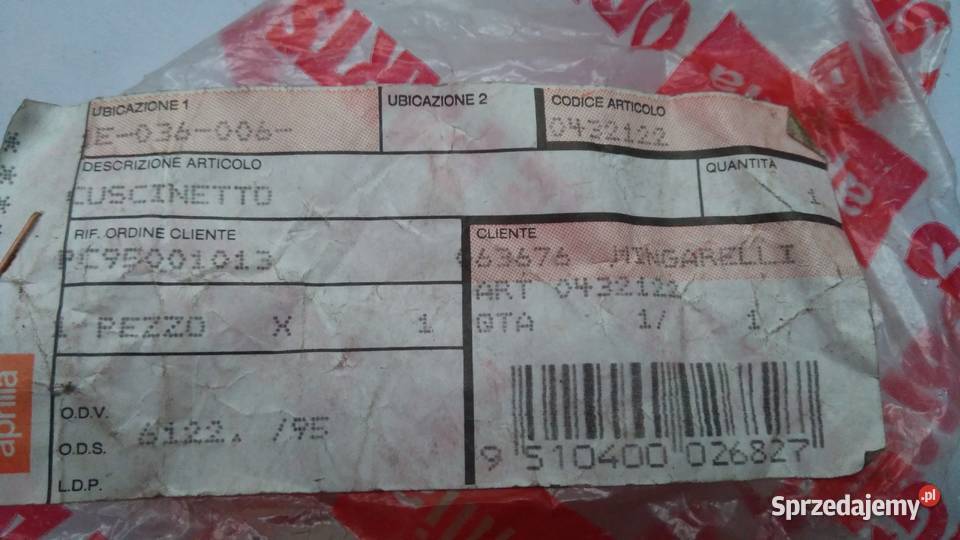 UBICAZIONE 1
E-036-006-
UBICAZIONE 2
CODICE ARTICOLO
0432122
DESCRIZIONE ARTICOLO
CUSCINETTO
QUANTITA
1
RIF. ORDINE CLIENTE
PC95001013
CLIENTE
063676 MINGARELLI
ART 0432122
1 PEZZO X 1
QTA 1/ 1
O.D.V.
O.D.S. 6122. /95
L.D.P.
9 510400 026827
aprilia
Sprzedajemy.pl